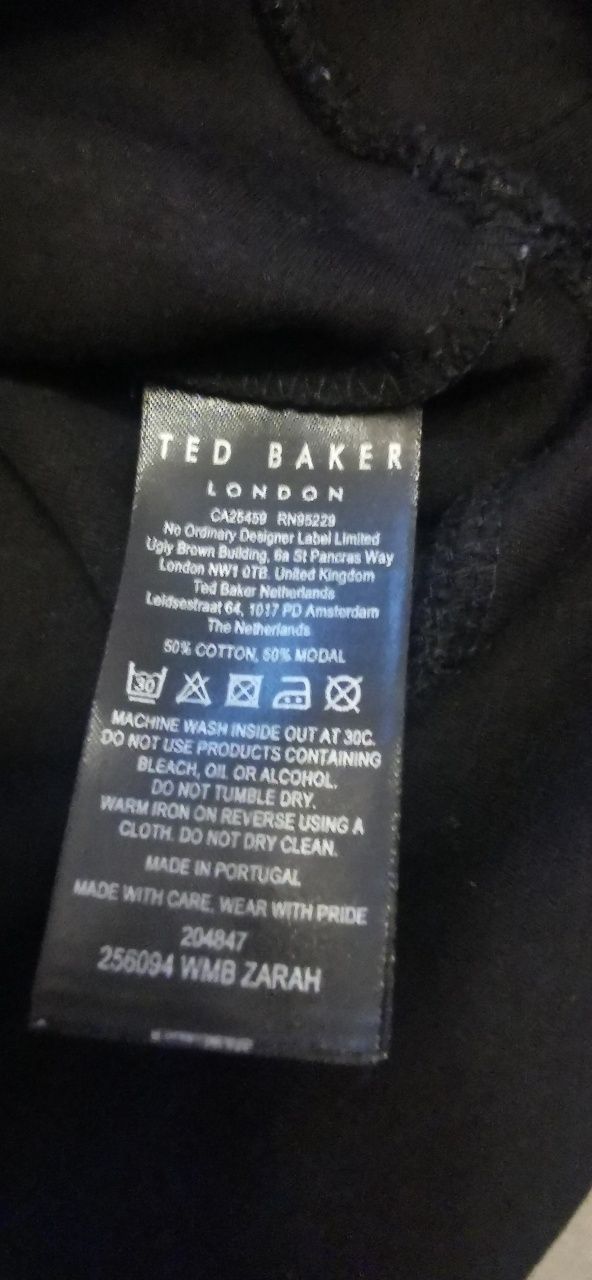 TED BAKER
LONDON
CA25459 RN95229
No Ordinary Designer Label Limited
Ugly Brown Building, 6a St Pancras Way
London NW1 0TB. United Kingdom
Ted Baker Netherlands
Leidsestraat 64, 1017 PD Amsterdam
The Netherlands
50% COTTON, 50% MODAL
30
MACHINE WASH INSIDE OUT AT 30C.
DO NOT USE PRODUCTS CONTAINING
BLEACH, OIL OR ALCOHOL.
DO NOT TUMBLE DRY.
WARM IRON ON REVERSE USING A
CLOTH. DO NOT DRY CLEAN.
MADE IN PORTUGAL
MADE WITH CARE. WEAR WITH PRIDE
204847
256094 WMB ZARAH